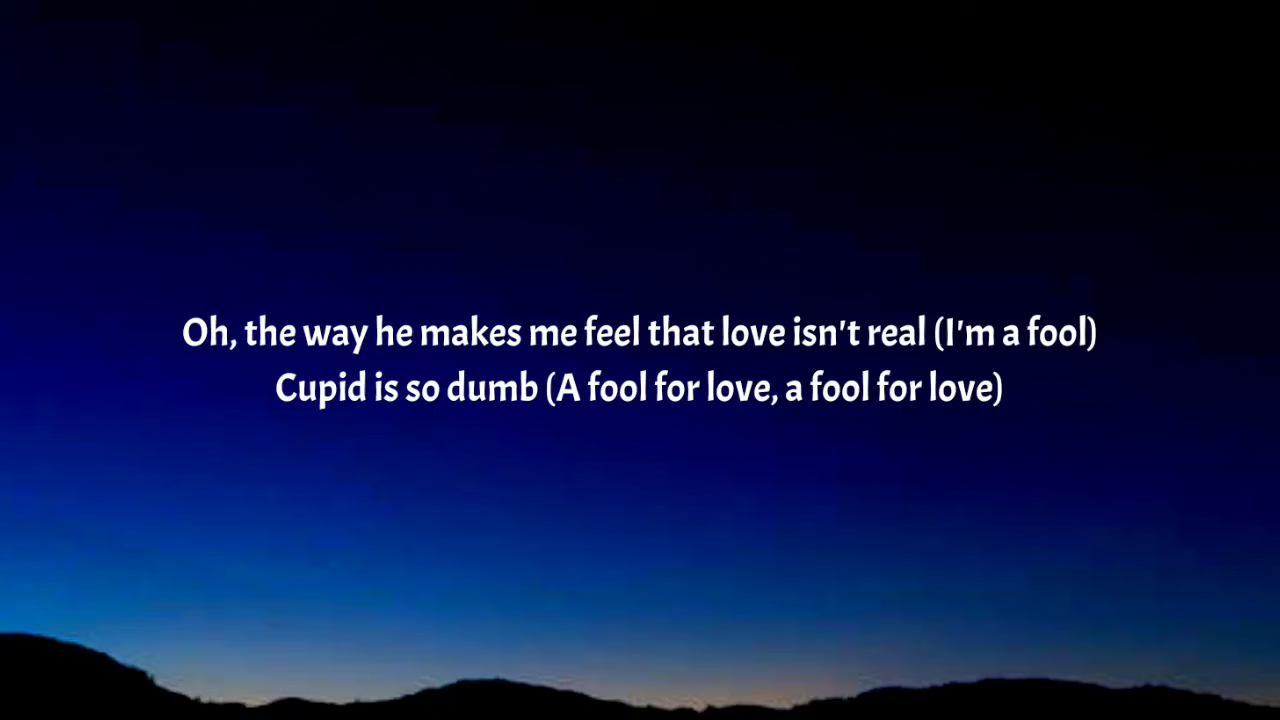 Oh, the way he makes me feel that love isn't real (I'm a fool)
Cupid is so dumb (A fool for love, a fool for love)